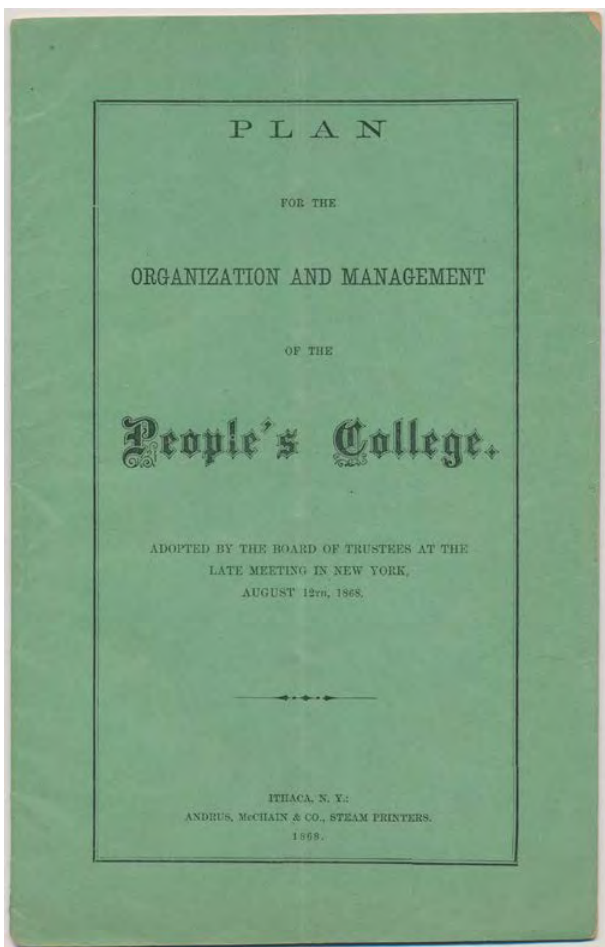 PLAN
FOR THE
ORGANIZATION AND MANAGEMENT
OF THE
People's College.
ADOPTED BY THE BOARD OF TRUSTEES AT THE
LATE MEETING IN NEW YORK,
AUGUST 12TH, 1868.
ITHACA, N. Y.:
ANDRUS, McCHAIN & CO., STEAM PRINTERS.
1868.